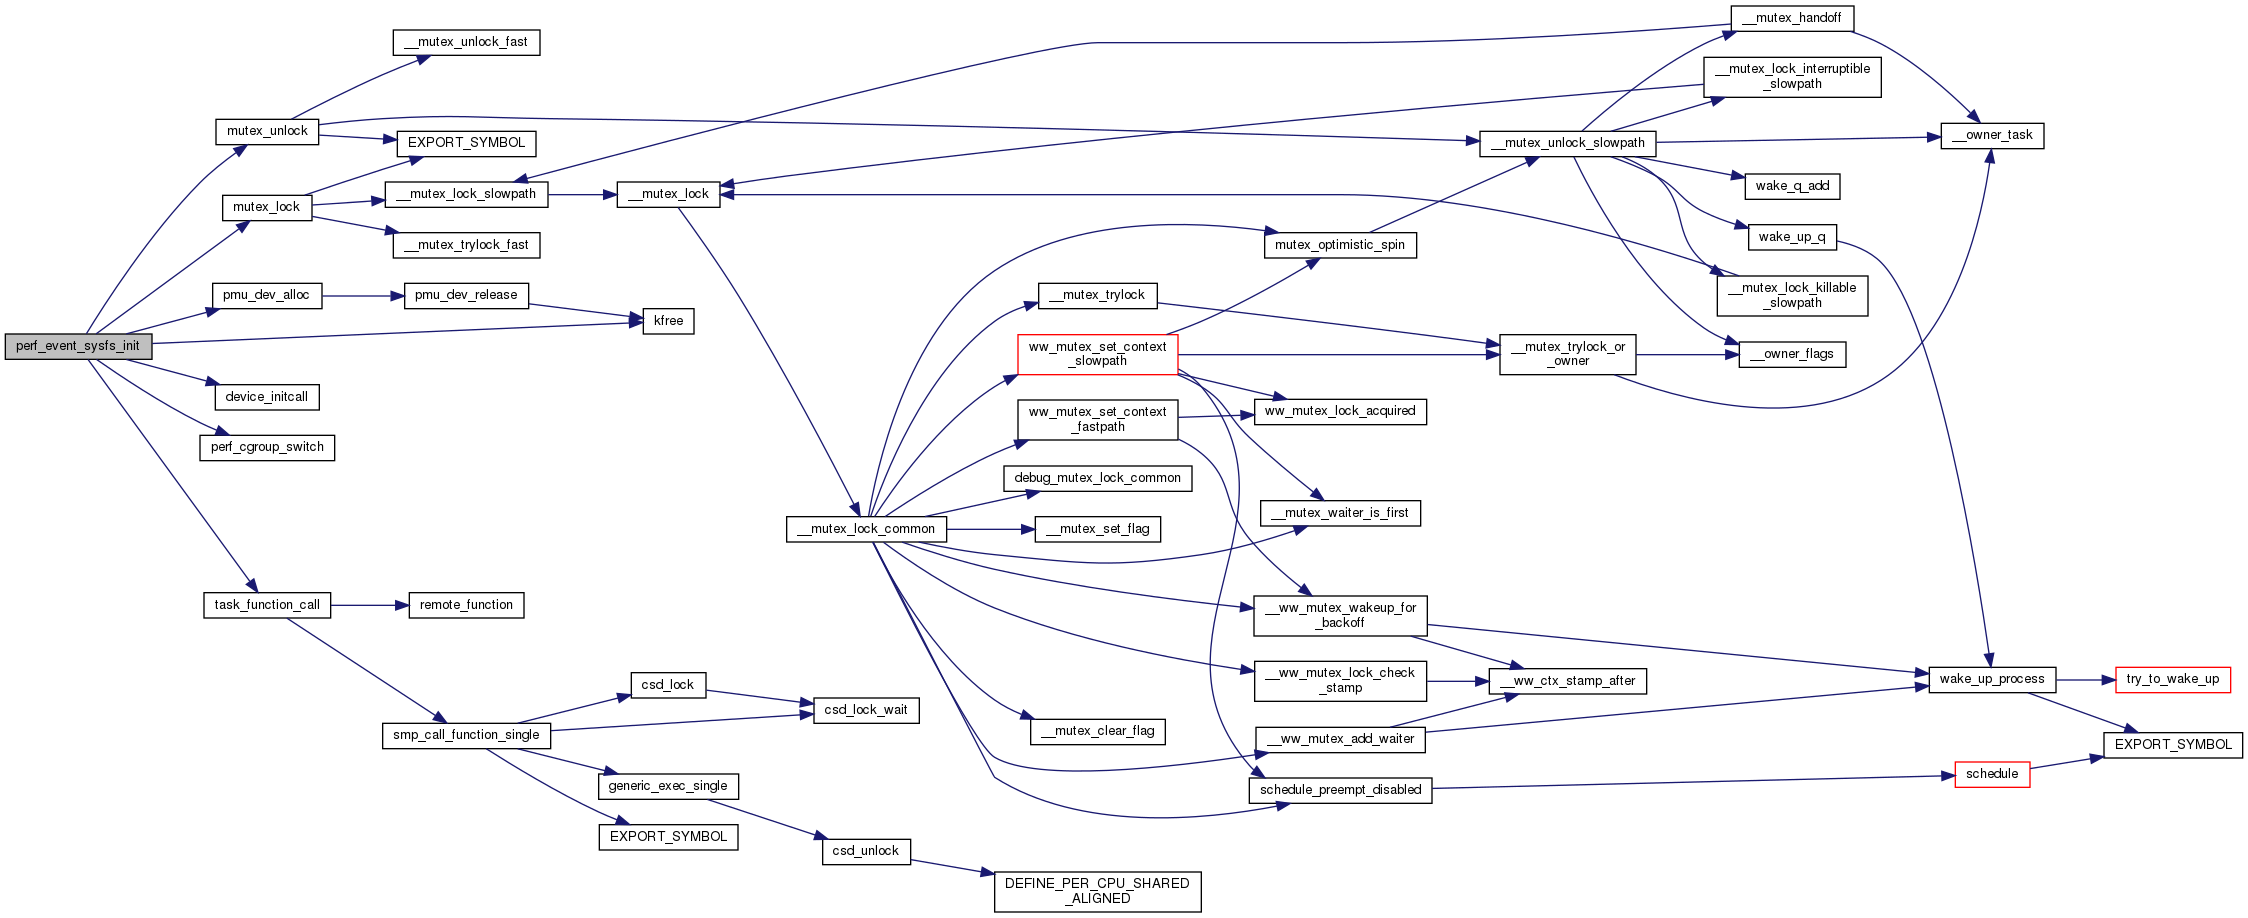 perf_event_sysfs_init
mutex_unlock
mutex_lock
pmu_dev_alloc
device_initcall
perf_cgroup_switch
task_function_call
__mutex_unlock_fast
EXPORT_SYMBOL
__mutex_lock_slowpath
__mutex_trylock_fast
pmu_dev_release
remote_function
smp_call_function_single
__mutex_lock
kfree
csd_lock
generic_exec_single
EXPORT_SYMBOL
__mutex_lock_common
csd_lock_wait
csd_unlock
__mutex_trylock
ww_mutex_set_context
_slowpath
ww_mutex_set_context
_fastpath
debug_mutex_lock_common
__mutex_set_flag
__mutex_clear_flag
DEFINE_PER_CPU_SHARED
_ALIGNED
mutex_optimistic_spin
ww_mutex_lock_acquired
__mutex_waiter_is_first
__ww_mutex_wakeup_for
_backoff
__ww_mutex_lock_check
_stamp
__ww_mutex_add_waiter
schedule_preempt_disabled
__mutex_unlock_slowpath
__mutex_trylock_or
_owner
__ww_ctx_stamp_after
__mutex_handoff
__mutex_lock_interruptible
_slowpath
wake_q_add
wake_up_q
__mutex_lock_killable
_slowpath
__owner_flags
__owner_task
wake_up_process
schedule
try_to_wake_up
EXPORT_SYMBOL